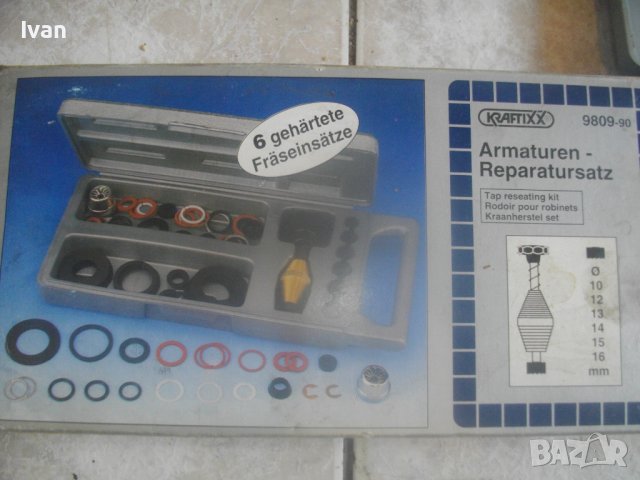 Ivan
6 gehärtete
Fräseinsätze
KRAFTIXX
9809-90
Armaturen -
Reparatursatz
Tap reseating kit
Rodoir pour robinets
Kraanherstel set
Ø
10
12
13
14
15
16
mm
BAZAR